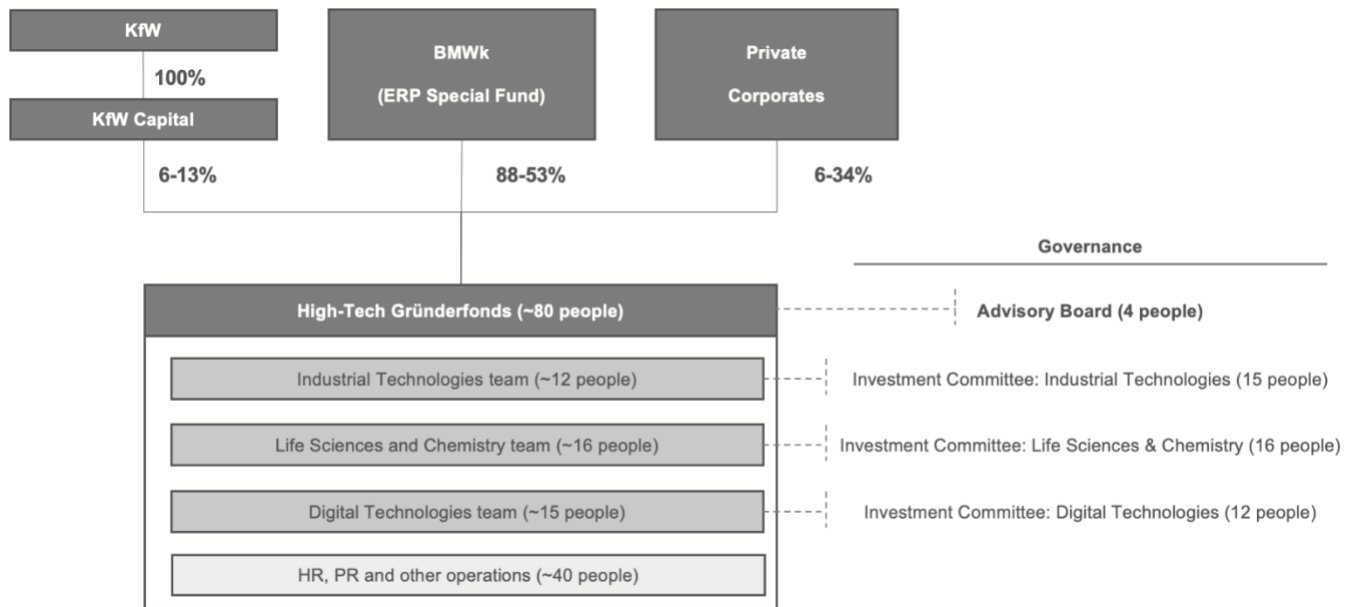 KfW
100%
KfW Capital
BMWk
(ERP Special Fund)
Private
Corporates
6-13%
88-53%
6-34%
Governance
High-Tech Gründerfonds (~80 people)
Advisory Board (4 people)
Industrial Technologies team (~12 people)
Investment Committee: Industrial Technologies (15 people)
Life Sciences and Chemistry team (~16 people)
Investment Committee: Life Sciences & Chemistry (16 people)
Digital Technologies team (~15 people)
Investment Committee: Digital Technologies (12 people)
HR, PR and other operations (~40 people)